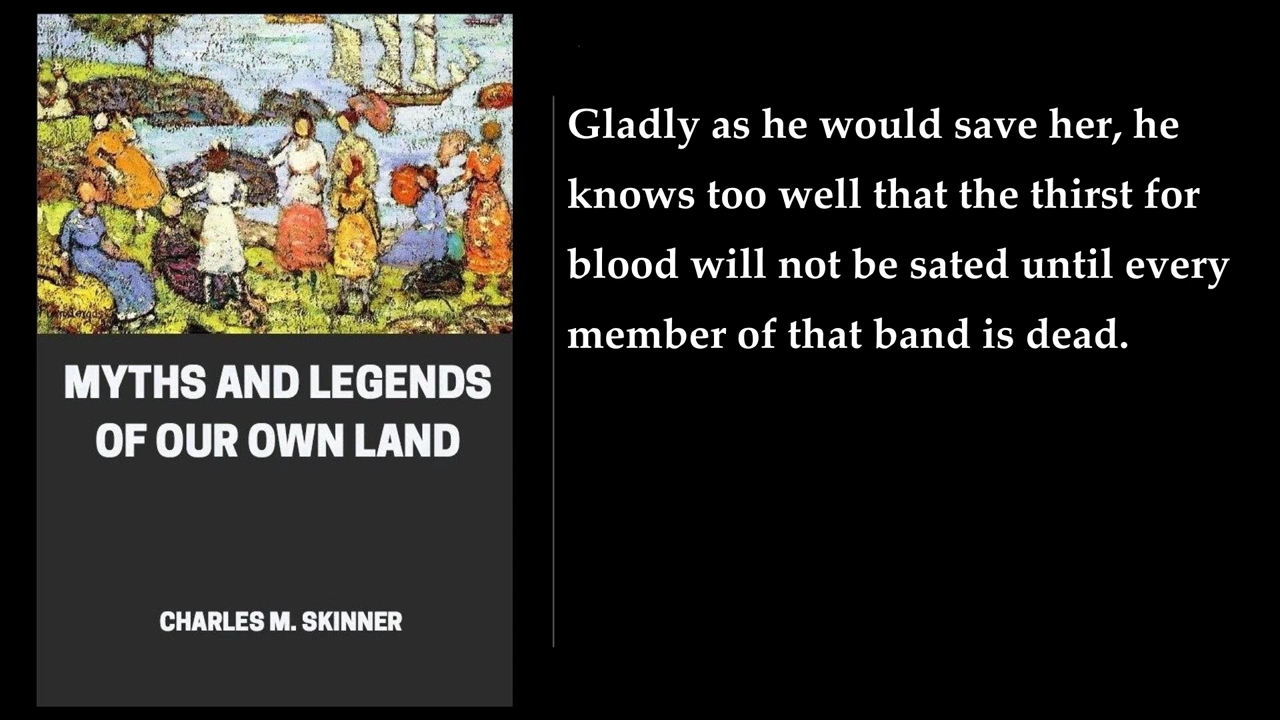 MYTHS AND LEGENDS
OF OUR OWN LAND
CHARLES M. SKINNER
Gladly as he would save her, he
knows too well that the thirst for
blood will not be sated until every
member of that band is dead.